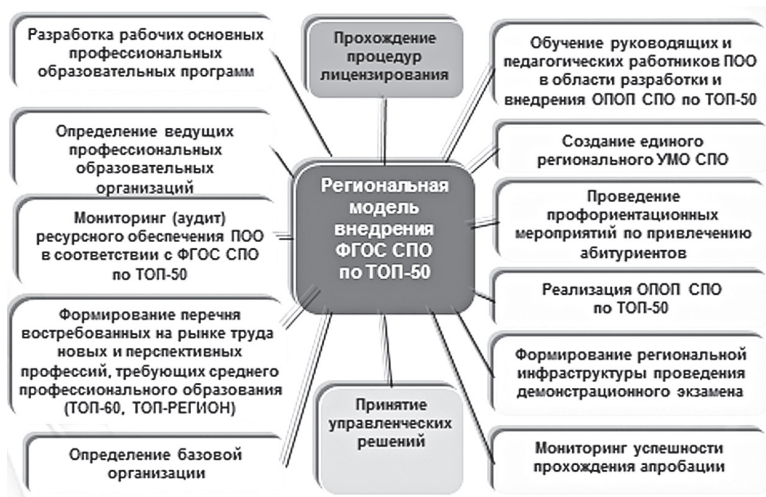 Разработка рабочих основных
профессиональных
образовательных программ
Определение ведущих
профессиональных
образовательных
организаций
Мониторинг (аудит)
ресурсного обеспечения ПОО
в соответствии с ФГОС СПО
по ТОП-50
Формирование перечня
востребованных на рынке труда
новых и перспективных
профессий, требующих среднего
профессионального образования
(ТОП-60, ТОП-РЕГИОН)
Определение базовой
организации
Прохождение
процедур
лицензирования
Региональная
модель
внедрения
ФГОС СПО
по ТОП-50
Принятие
управленческих
решений
Обучение руководящих и
педагогических работников ПОО
в области разработки и
внедрения ОПОП СПО по ТОП-50
Создание единого
регионального УМО СПО
Проведение
профориентационных
мероприятий по привлечению
абитуриентов
Реализация ОПОП СПО
по ТОП-50
Формирование региональной
инфраструктуры проведения
демонстрационного экзамена
Мониторинг успешности
прохождения апробации